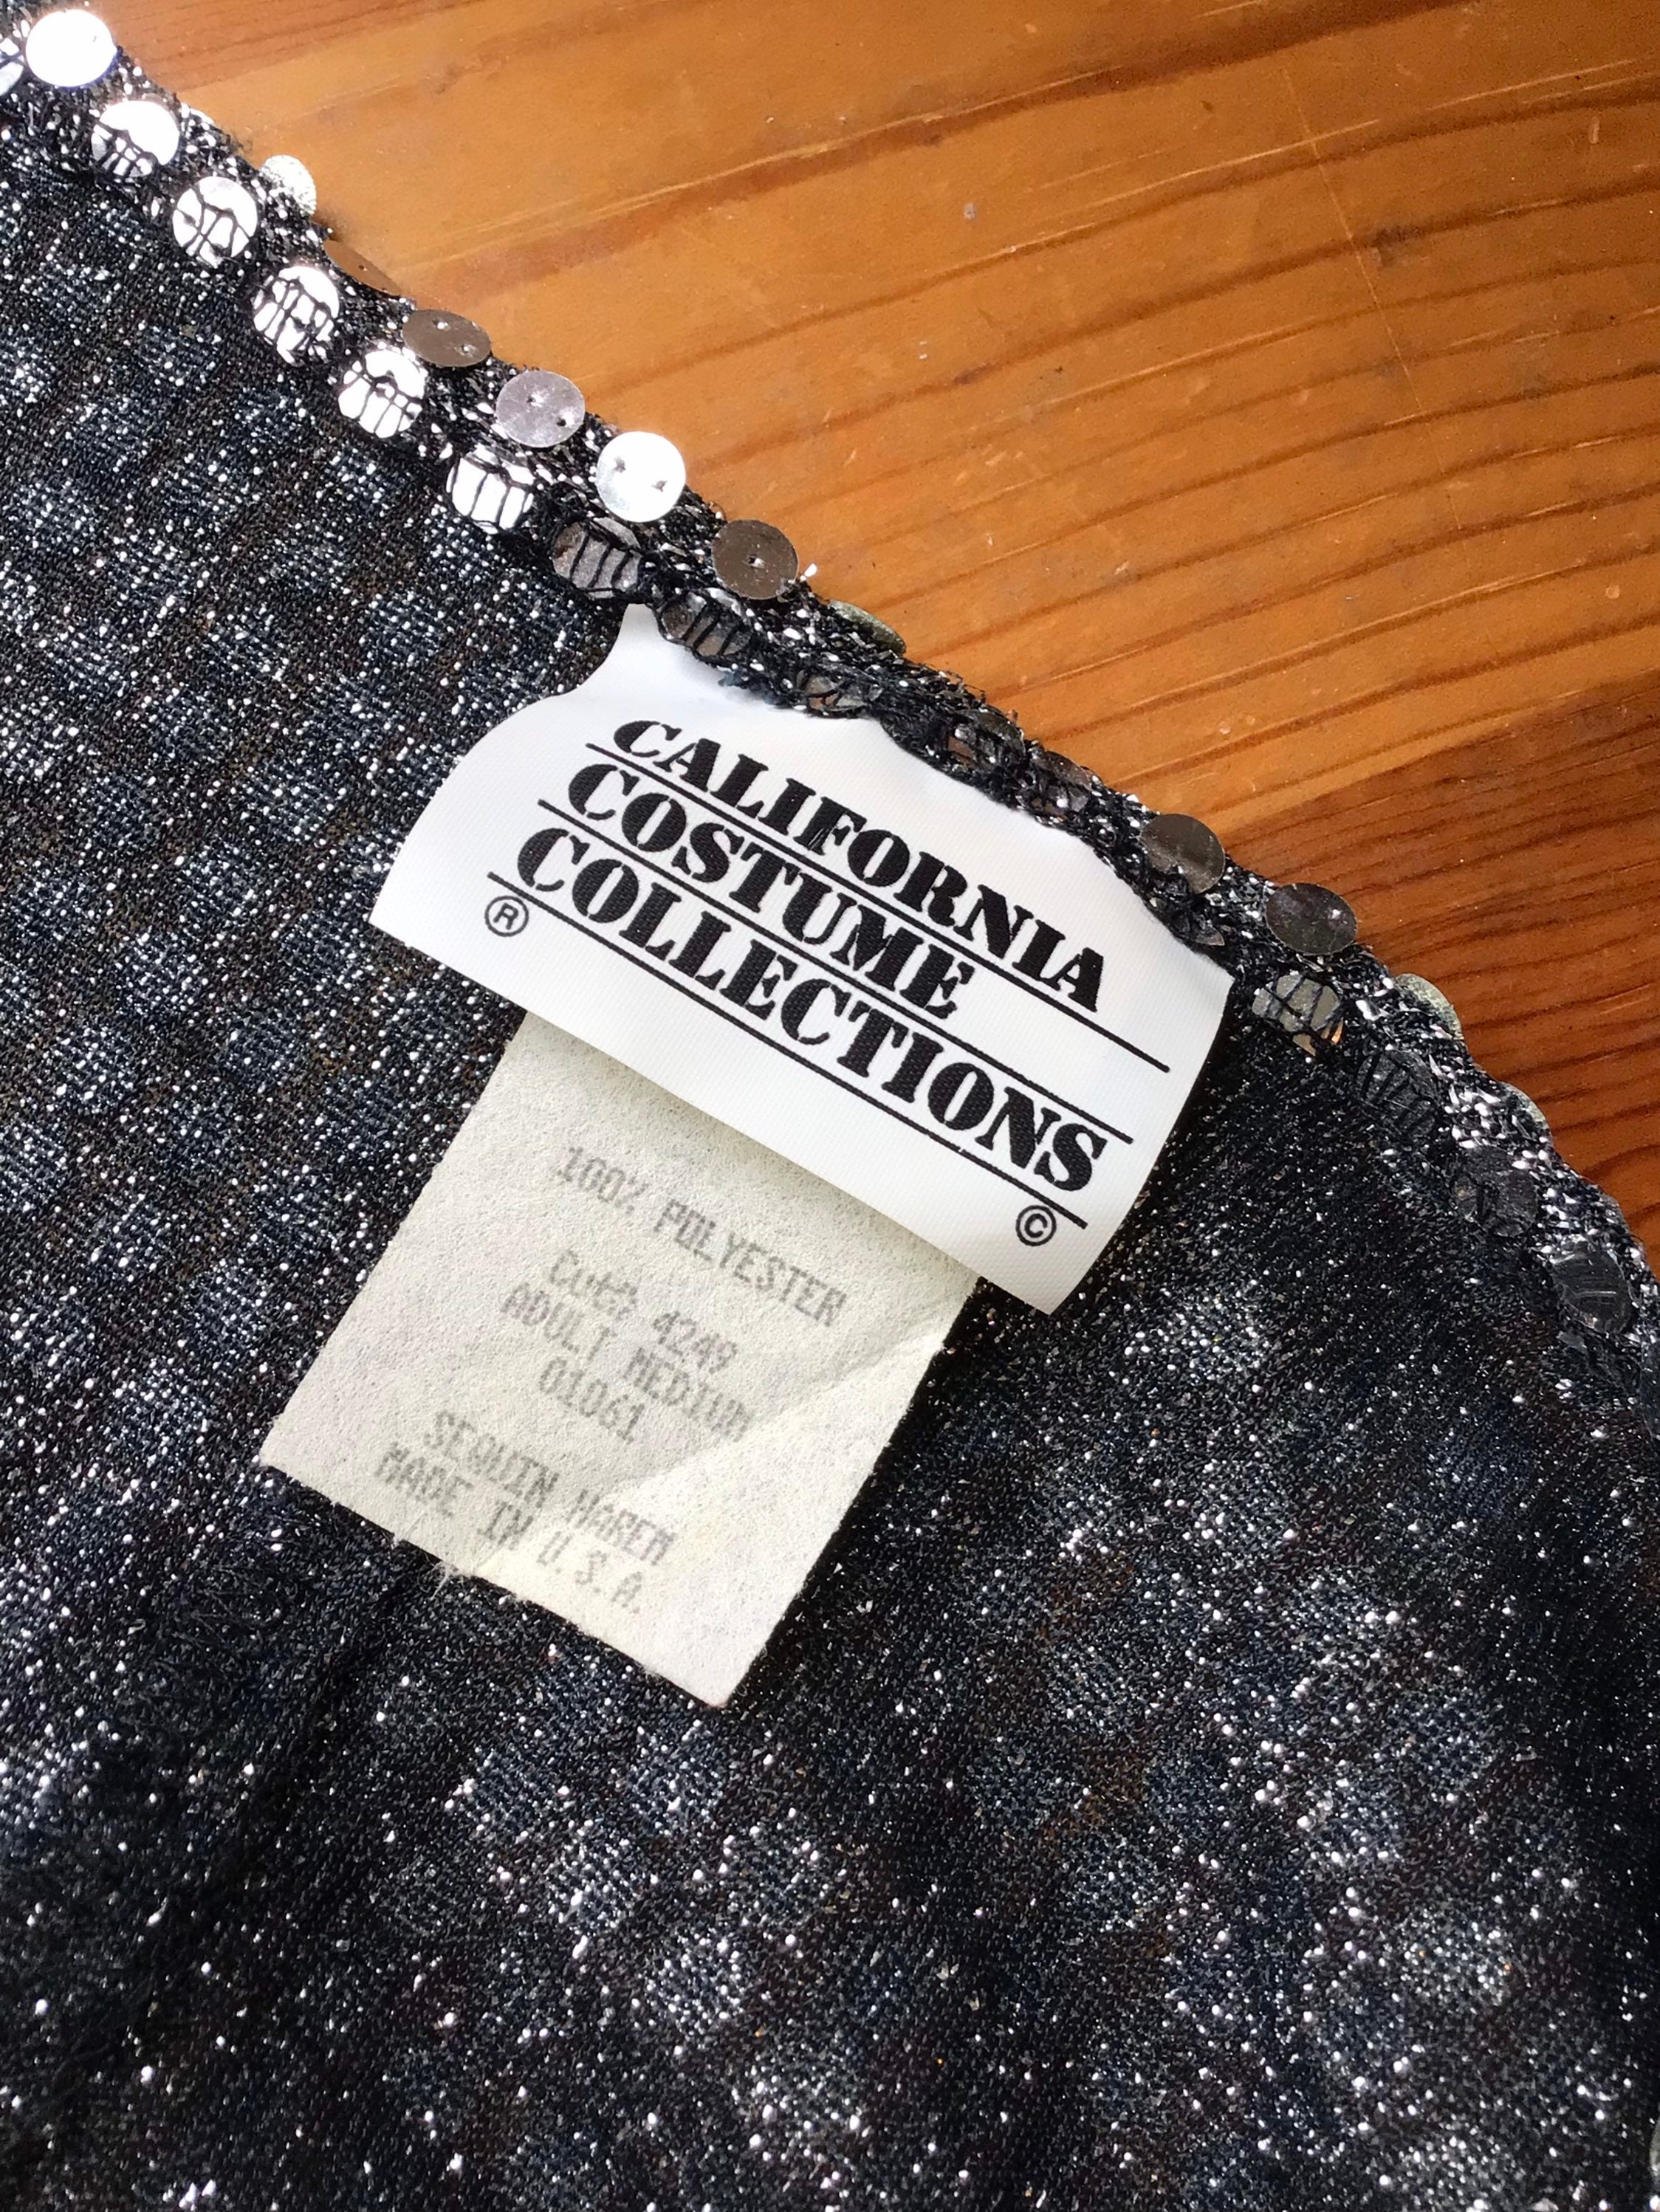 CALIFORNIA
COSTUME
COLLECTIONS
® ©
100% POLYESTER
Cut# 4249
ADULT MEDIUM
01061
SEQUIN HAREM
MADE IN U.S.A.